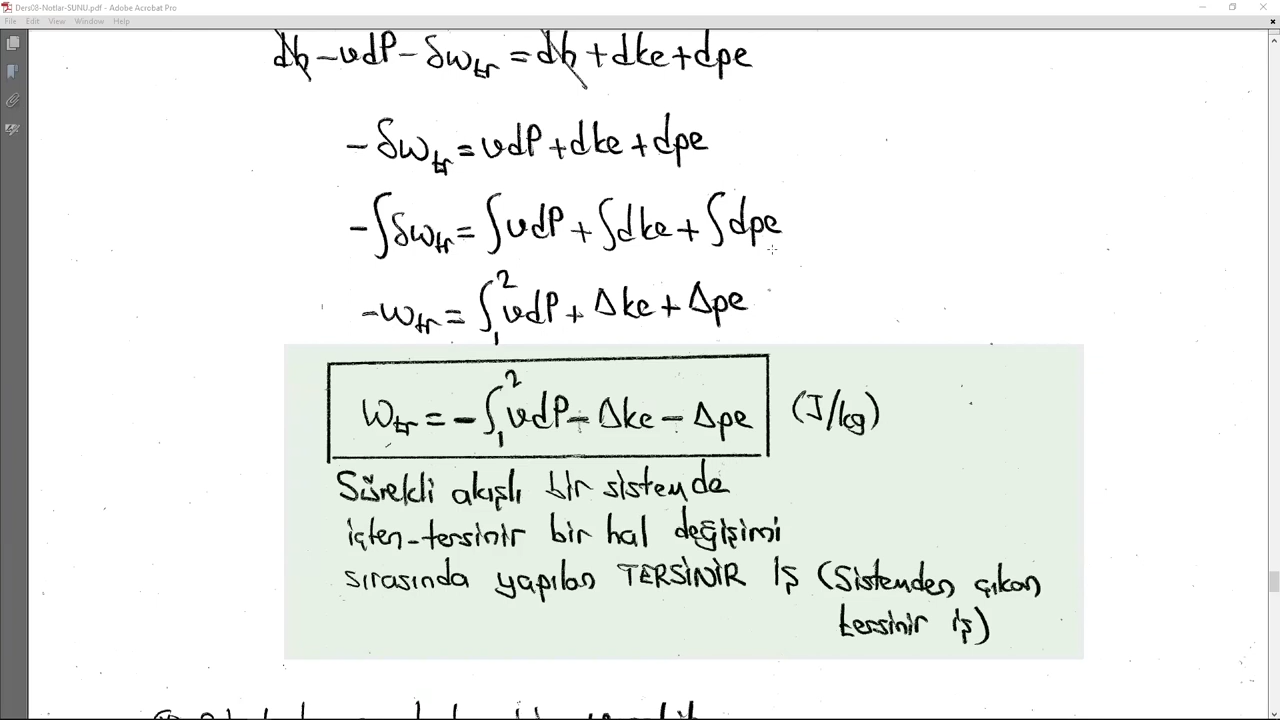 Ders08-Notlar-SUNU.pdf - Adobe Acrobat Pro
File Edit View Window Help
dh - vdP - δw_tr = dh + dke + dpe
- δw_tr = vdP + dke + dpe
- ∫δw_tr = ∫vdP + ∫dke + ∫dpe
- w_tr = ∫₁² vdP + Δke + Δpe
w_tr = - ∫₁² vdP - Δke - Δpe (J/kg)
Sürekli akışlı bir sistemde
içten-tersinir bir hal değişimi
sırasında yapılan TERSİNİR İş (Sistemden çıkan
tersinir iş)